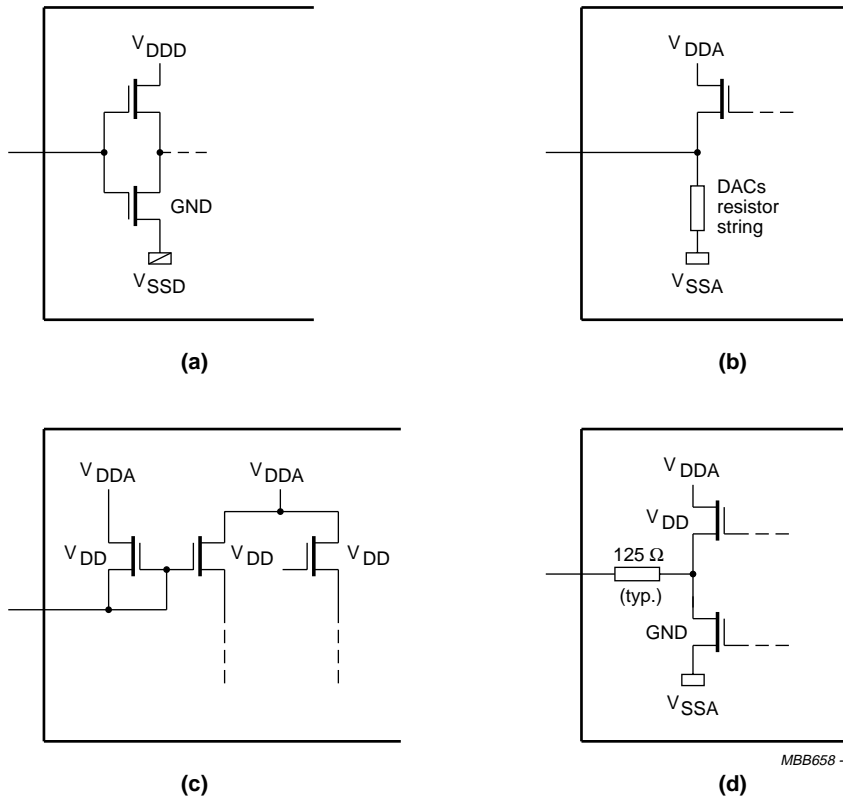 V DDD
GND
V SSD
(a)
V DDA
DACs
resistor
string
V SSA
(b)
V DDA
V DDA
V DD
V DD
V DD
(c)
V DDA
V DD
125 Ω
(typ.)
GND
V SSA
MBB658 -
(d)